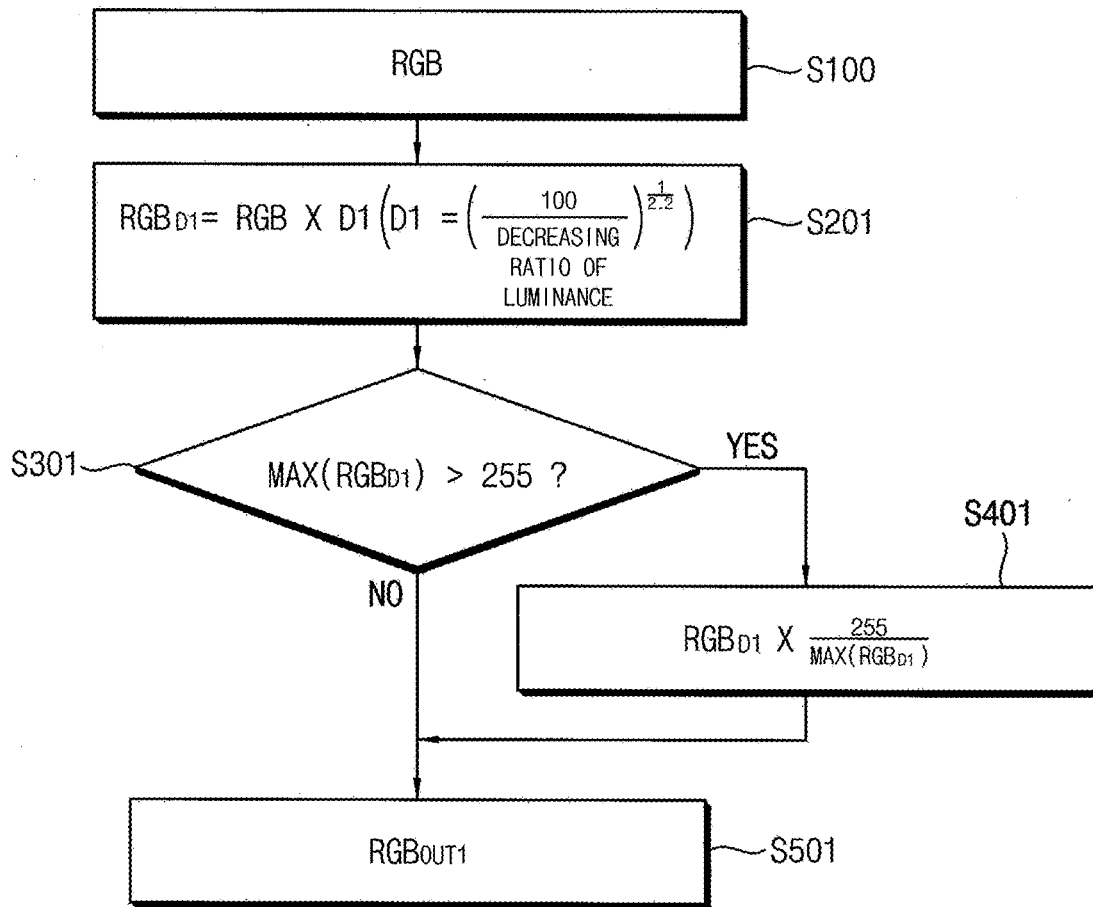 RGB
S100
RGBD1= RGB X D1(D1 =(100/DECREASING RATIO OF LUMINANCE)^1/2.2)
S201
S301
MAX(RGBD1) > 255 ?
YES
NO
S401
RGBD1 X 255/MAX(RGBD1)
RGBOUT1
S501